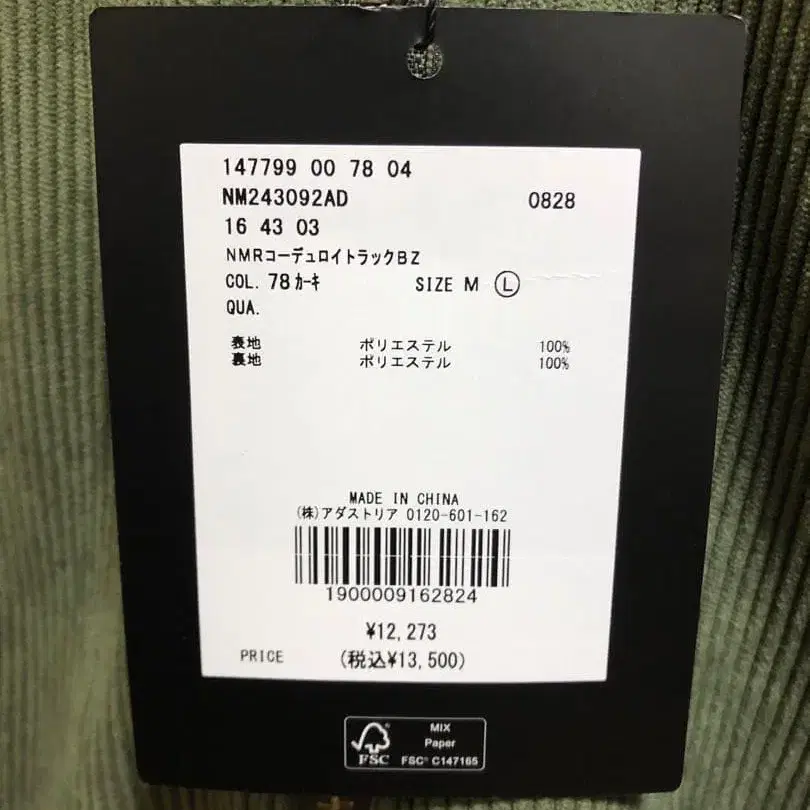 147799 00 78 04
NM243092AD 0828
16 43 03
NMRコーデュロイトラックBZ
COL. 78 カーキ SIZE M Ⓛ
QUA.
表地 ポリエステル 100%
裏地 ポリエステル 100%
MADE IN CHINA
(株)アダストリア 0120-601-162
1900009162824
¥12,273
PRICE (税込¥13,500)
MIX
Paper
FSC® C147165
FSC